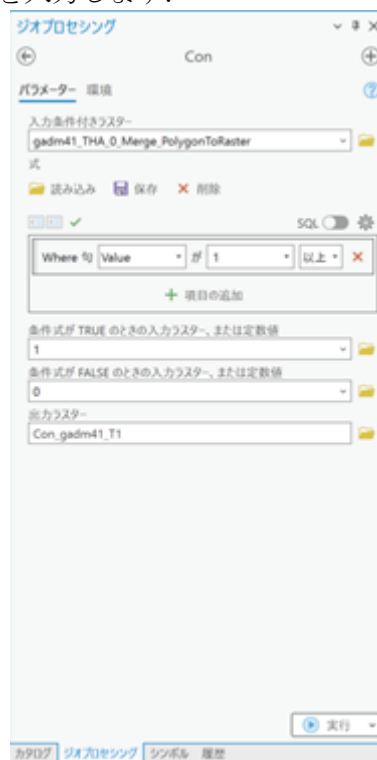 を入力します.
ジオプロセシング
Con
パラメーター 環境
入力条件付きラスター
gadm41_THA_0_Merge_PolygonToRaster
式
読み込み 保存 削除
SQL
Where 句 Value が 1 以上
項目の追加
条件式が TRUE のときの入力ラスター、または定数値
1
条件式が FALSE のときの入力ラスター、または定数値
0
出力ラスター
Con_gadm41_T1
実行
カタログ ジオプロセシング シンボル 履歴